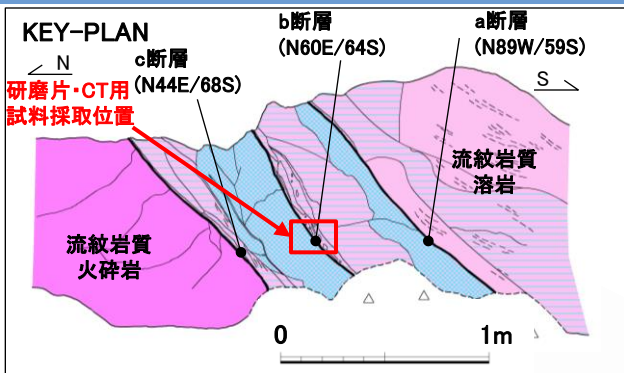 KEY-PLAN
N
c断層
(N44E/68S)
b断層
(N60E/64S)
a断層
(N89W/59S)
S
研磨片・CT用
試料採取位置
流紋岩質
溶岩
流紋岩質
火砕岩
0
1m